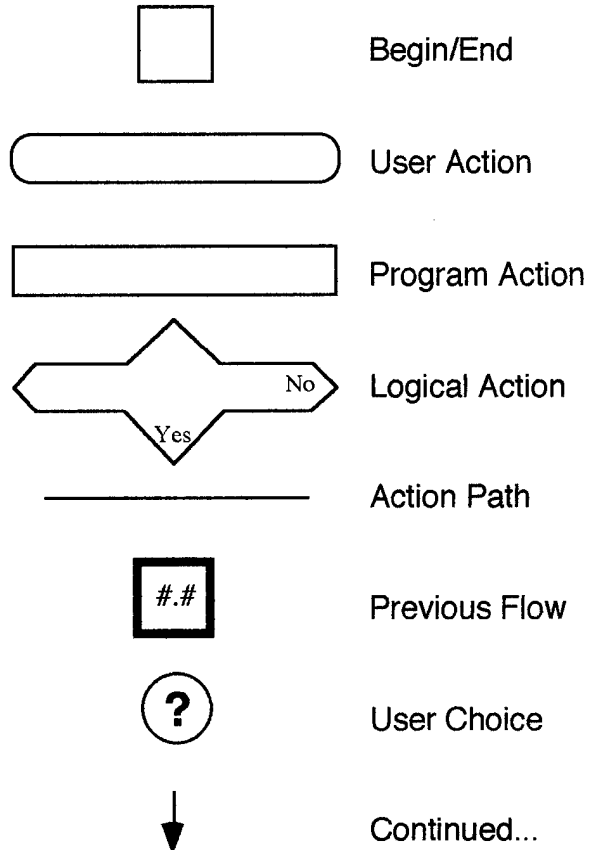 Begin/End
User Action
Program Action
No
Logical Action
Yes
Action Path
#.#
Previous Flow
?
User Choice
Continued...